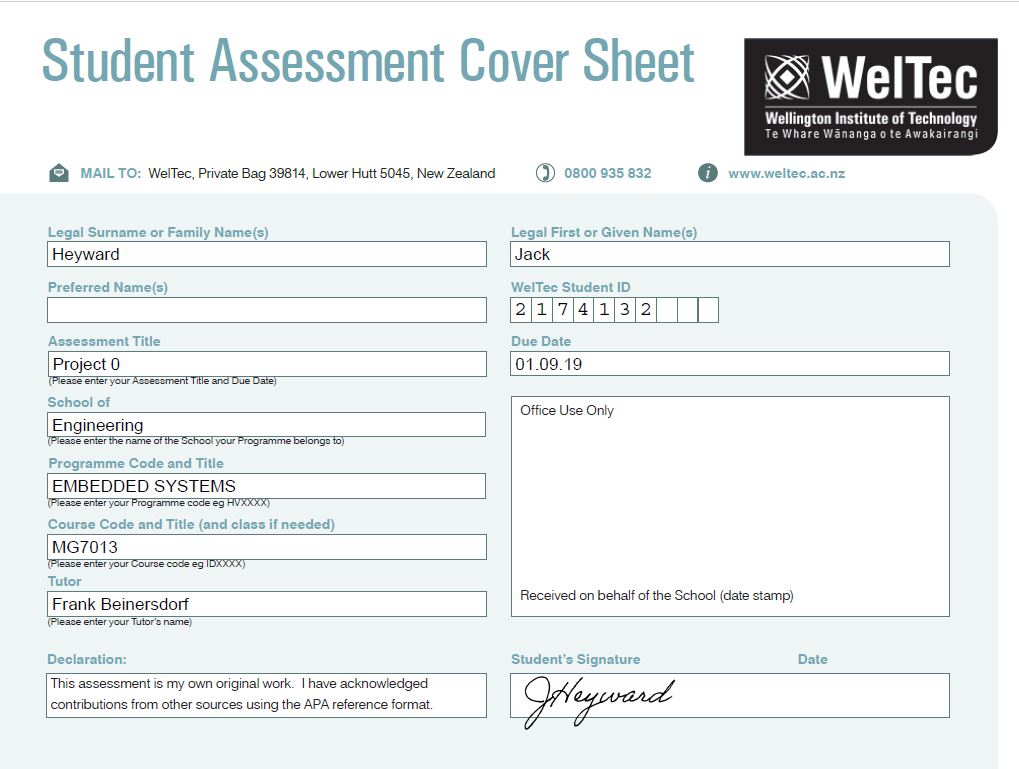 Student Assessment Cover Sheet
WelTec
Wellington Institute of Technology
Te Whare Wānanga o te Awakairangi
MAIL TO: WelTec, Private Bag 39814, Lower Hutt 5045, New Zealand
0800 935 832
i www.weltec.ac.nz
Legal Surname or Family Name(s)
Heyward
Legal First or Given Name(s)
Jack
Preferred Name(s)
WelTec Student ID
2174132
Assessment Title
Project 0
(Please enter your Assessment Title and Due Date)
Due Date
01.09.19
School of
Engineering
(Please enter the name of the School your Programme belongs to)
Programme Code and Title
EMBEDDED SYSTEMS
(Please enter your Programme code eg HVXXXX)
Course Code and Title (and class if needed)
MG7013
(Please enter your Course code eg IDXXXX)
Tutor
Frank Beinersdorf
(Please enter your Tutor's name)
Office Use Only
Received on behalf of the School (date stamp)
Declaration:
This assessment is my own original work.  I have acknowledged
contributions from other sources using the APA reference format.
Student's Signature
Date
JHeyward